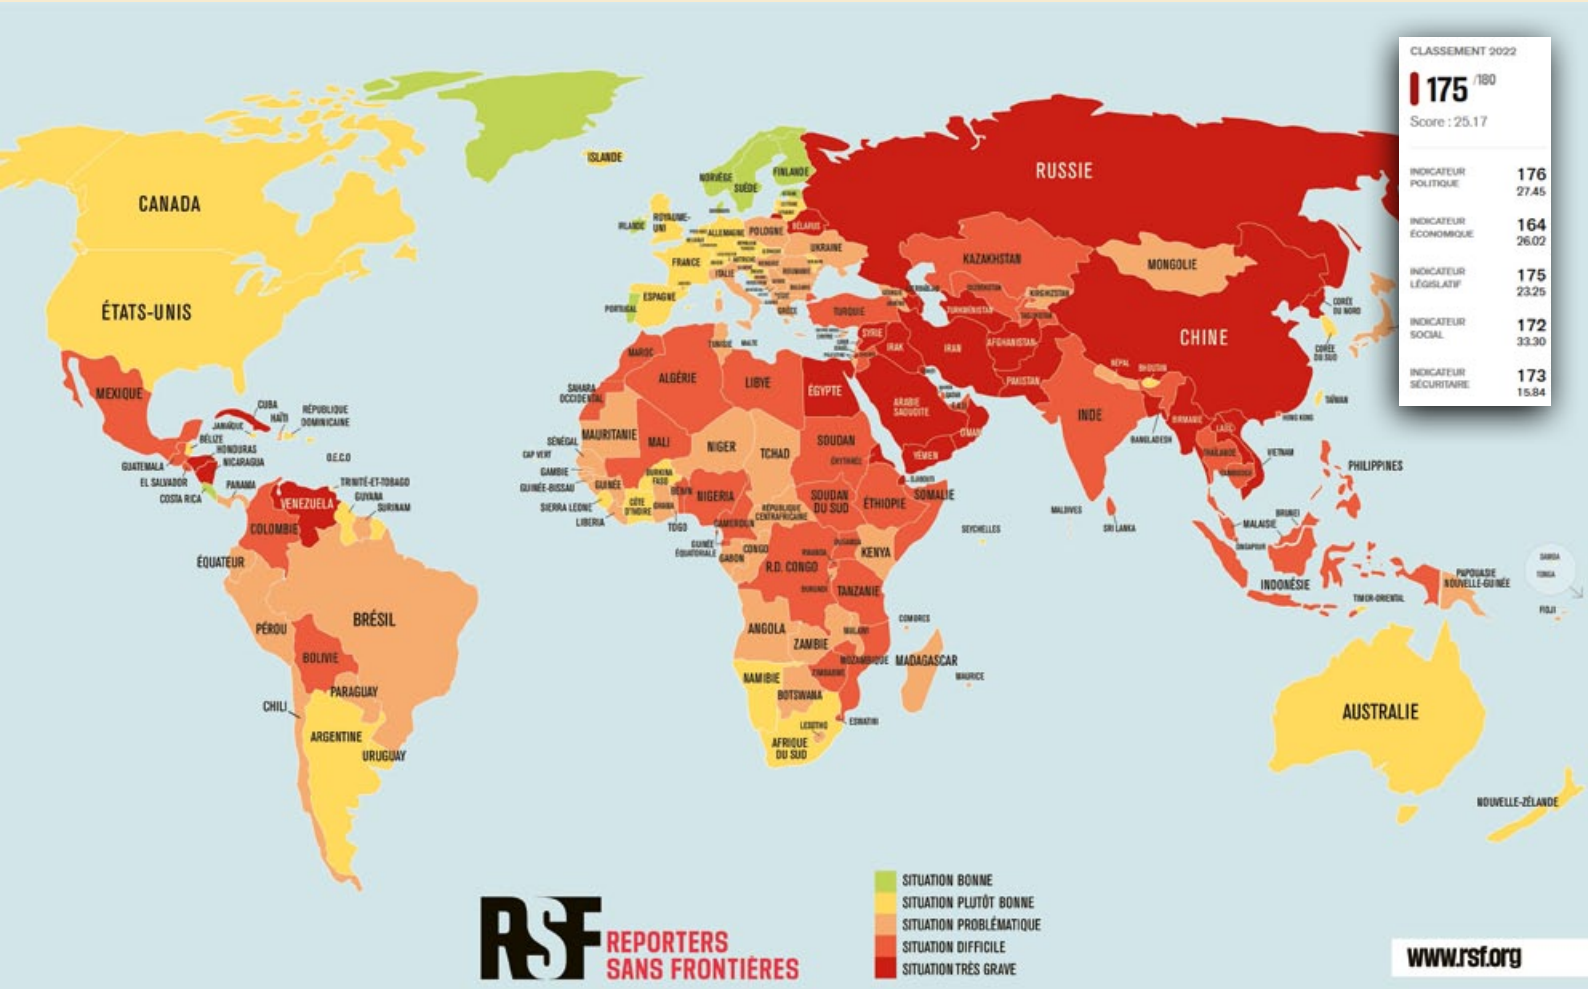 CLASSEMENT 2022
175 /180
Score : 25.17
INDICATEUR
POLITIQUE
176
27.45
INDICATEUR
ÉCONOMIQUE
164
26.02
INDICATEUR
LÉGISLATIF
175
23.25
INDICATEUR
SOCIAL
172
33.30
INDICATEUR
SÉCURITAIRE
173
15.84
CANADA
ÉTATS-UNIS
MEXIQUE
CUBA
HAÏTI
RÉPUBLIQUE
DOMINICAINE
JAMAÏQUE
BÉLIZE
HONDURAS
NICARAGUA
GUATEMALA
EL SALVADOR
COSTA RICA
PANAMA
O.E.C.O
TRINITÉ-ET-TOBAGO
GUYANA
SURINAM
VENEZUELA
COLOMBIE
ÉQUATEUR
PÉROU
BRÉSIL
BOLIVIE
PARAGUAY
CHILI
ARGENTINE
URUGUAY
ISLANDE
NORVÈGE
SUÈDE
FINLANDE
IRLANDE
ROYAUME-
UNI
ALLEMAGNE
POLOGNE
BÉLARUS
UKRAINE
FRANCE
ITALIE
ROUMANIE
ESPAGNE
PORTUGAL
GRÈCE
TURQUIE
RUSSIE
KAZAKHSTAN
MONGOLIE
KIRGHIZSTAN
TURKMÉNISTAN
CHINE
CORÉE
DU NORD
CORÉE
DU SUD
SYRIE
IRAK
IRAN
AFGHANISTAN
PAKISTAN
NÉPAL
BHOUTAN
INDE
BANGLADESH
BIRMANIE
LAOS
THAÏLANDE
CAMBODGE
VIETNAM
TAÏWAN
HONG KONG
PHILIPPINES
MALDIVES
SRI LANKA
BRUNEI
MALAISIE
SINGAPOUR
INDONÉSIE
TIMOR-ORIENTAL
PAPOUASIE
NOUVELLE-GUINÉE
SAMOA
TONGA
FIDJI
AUSTRALIE
NOUVELLE-ZÉLANDE
MAROC
ALGÉRIE
TUNISIE
MALTE
LIBYE
ÉGYPTE
ARABIE
SAOUDITE
OMAN
YÉMEN
SAHARA
OCCIDENTAL
MAURITANIE
MALI
NIGER
TCHAD
SOUDAN
ÉRYTHRÉE
DJIBOUTI
SÉNÉGAL
CAP VERT
GAMBIE
GUINÉE-BISSAU
GUINÉE
SIERRA LEONE
LIBERIA
CÔTE
D'IVOIRE
BURKINA
FASO
GHANA
TOGO
BÉNIN
NIGERIA
CAMEROUN
RÉPUBLIQUE
CENTRAFRICAINE
SOUDAN
DU SUD
ÉTHIOPIE
SOMALIE
GUINÉE
ÉQUATORIALE
GABON
CONGO
R.D. CONGO
OUGANDA
RWANDA
BURUNDI
KENYA
TANZANIE
SEYCHELLES
COMORES
ANGOLA
ZAMBIE
MALAWI
MOZAMBIQUE
MADAGASCAR
MAURICE
ZIMBABWE
NAMIBIE
BOTSWANA
LESOTHO
ESWATINI
AFRIQUE
DU SUD
RSF REPORTERS
SANS FRONTIÈRES
SITUATION BONNE
SITUATION PLUTÔT BONNE
SITUATION PROBLÉMATIQUE
SITUATION DIFFICILE
SITUATION TRÈS GRAVE
www.rsf.org